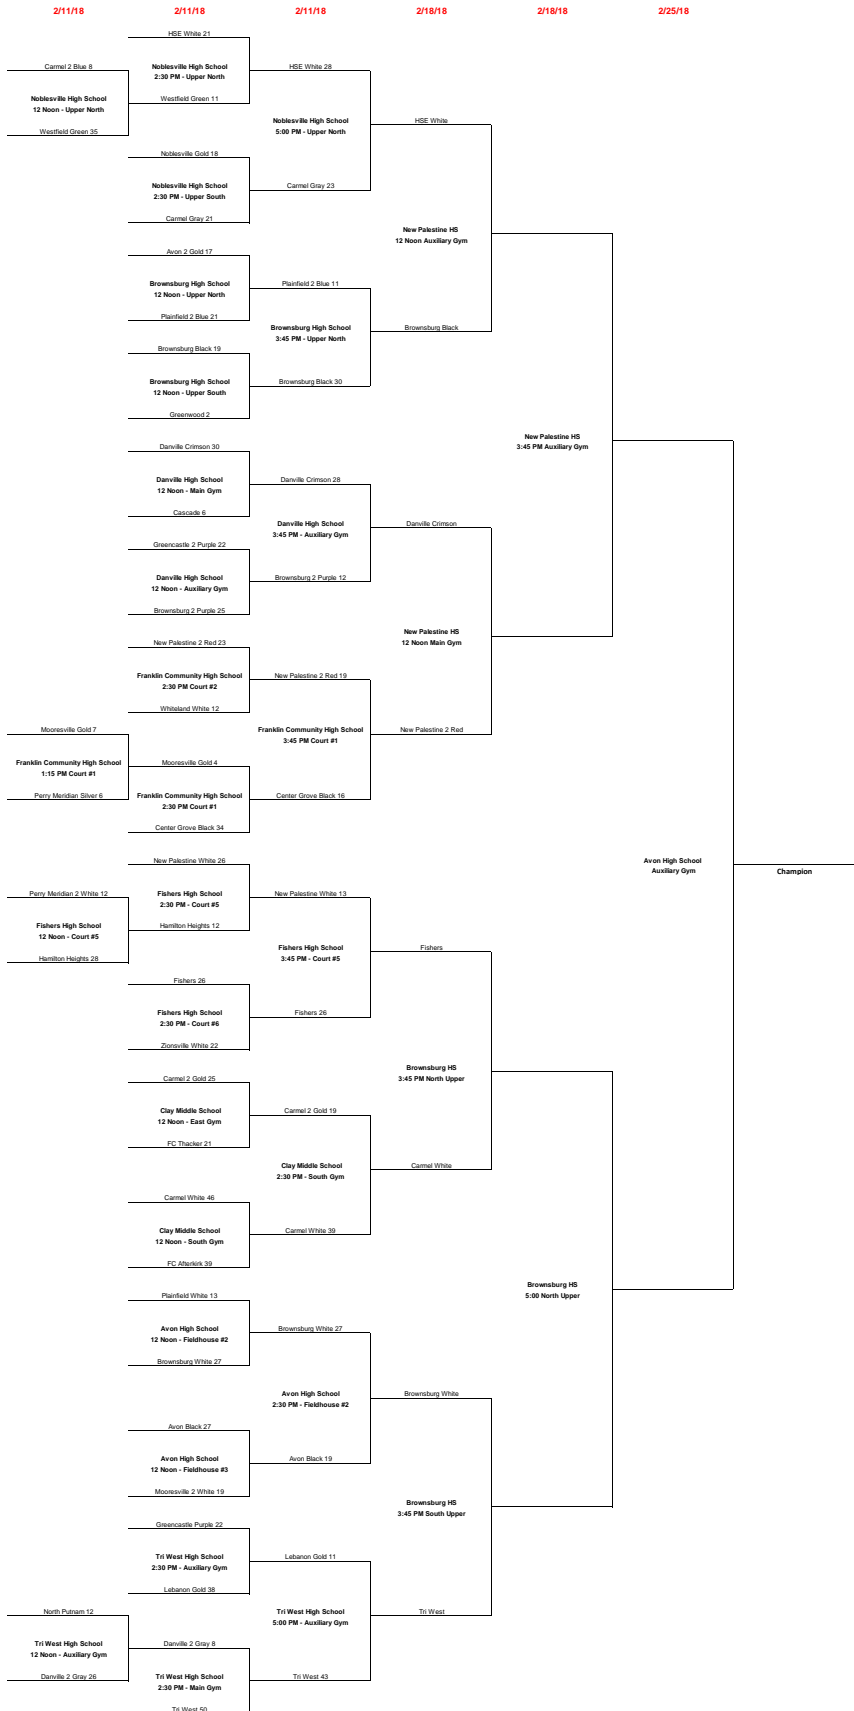 2/11/18 2/11/18 2/11/18 2/18/18 2/18/18 2/25/18
HSE White 21
Carmel 2 Blue 8
Noblesville High School
2:30 PM - Upper North
HSE White 28
Noblesville High School
12 Noon - Upper North
Westfield Green 11
Westfield Green 35
Noblesville High School
5:00 PM - Upper North
HSE White
Noblesville Gold 18
Noblesville High School
2:30 PM - Upper South
Carmel Gray 23
Carmel Gray 21
New Palestine HS
12 Noon Auxiliary Gym
Avon 2 Gold 17
Brownsburg High School
12 Noon - Upper North
Plainfield 2 Blue 11
Plainfield 2 Blue 21
Brownsburg High School
3:45 PM - Upper North
Brownsburg Black
Brownsburg Black 19
Brownsburg High School
12 Noon - Upper South
Brownsburg Black 30
Greenwood 2
New Palestine HS
3:45 PM Auxiliary Gym
Danville Crimson 30
Danville High School
12 Noon - Main Gym
Danville Crimson 28
Cascade 6
Danville High School
3:45 PM - Auxiliary Gym
Danville Crimson
Greencastle 2 Purple 22
Danville High School
12 Noon - Auxiliary Gym
Brownsburg 2 Purple 12
Brownsburg 2 Purple 25
New Palestine HS
12 Noon Main Gym
New Palestine 2 Red 23
Franklin Community High School
2:30 PM Court #2
New Palestine 2 Red 19
Whiteland White 12
Mooresville Gold 7
Franklin Community High School
3:45 PM Court #1
New Palestine 2 Red
Franklin Community High School
1:15 PM Court #1
Mooresville Gold 4
Perry Meridian Silver 6
Franklin Community High School
2:30 PM Court #1
Center Grove Black 16
Center Grove Black 34
Avon High School
Auxiliary Gym
Champion
New Palestine White 26
Perry Meridian 2 White 12
Fishers High School
2:30 PM - Court #5
New Palestine White 13
Fishers High School
12 Noon - Court #5
Hamilton Heights 12
Hamilton Heights 28
Fishers High School
3:45 PM - Court #5
Fishers
Fishers 26
Fishers High School
2:30 PM - Court #6
Fishers 26
Zionsville White 22
Brownsburg HS
3:45 PM North Upper
Carmel 2 Gold 25
Clay Middle School
12 Noon - East Gym
Carmel 2 Gold 19
FC Thacker 21
Clay Middle School
2:30 PM - South Gym
Carmel White
Carmel White 46
Clay Middle School
12 Noon - South Gym
Carmel White 39
FC Afterkirk 39
Brownsburg HS
5:00 North Upper
Plainfield White 13
Avon High School
12 Noon - Fieldhouse #2
Brownsburg White 27
Brownsburg White 27
Avon High School
2:30 PM - Fieldhouse #2
Brownsburg White
Avon Black 27
Avon High School
12 Noon - Fieldhouse #3
Avon Black 19
Mooresville 2 White 19
Brownsburg HS
3:45 PM South Upper
Greencastle Purple 22
Tri West High School
2:30 PM - Auxiliary Gym
Lebanon Gold 11
Lebanon Gold 38
North Putnam 12
Tri West High School
5:00 PM - Auxiliary Gym
Tri West
Tri West High School
12 Noon - Auxiliary Gym
Danville 2 Gray 8
Danville 2 Gray 26
Tri West High School
2:30 PM - Main Gym
Tri West 43
Tri West 50